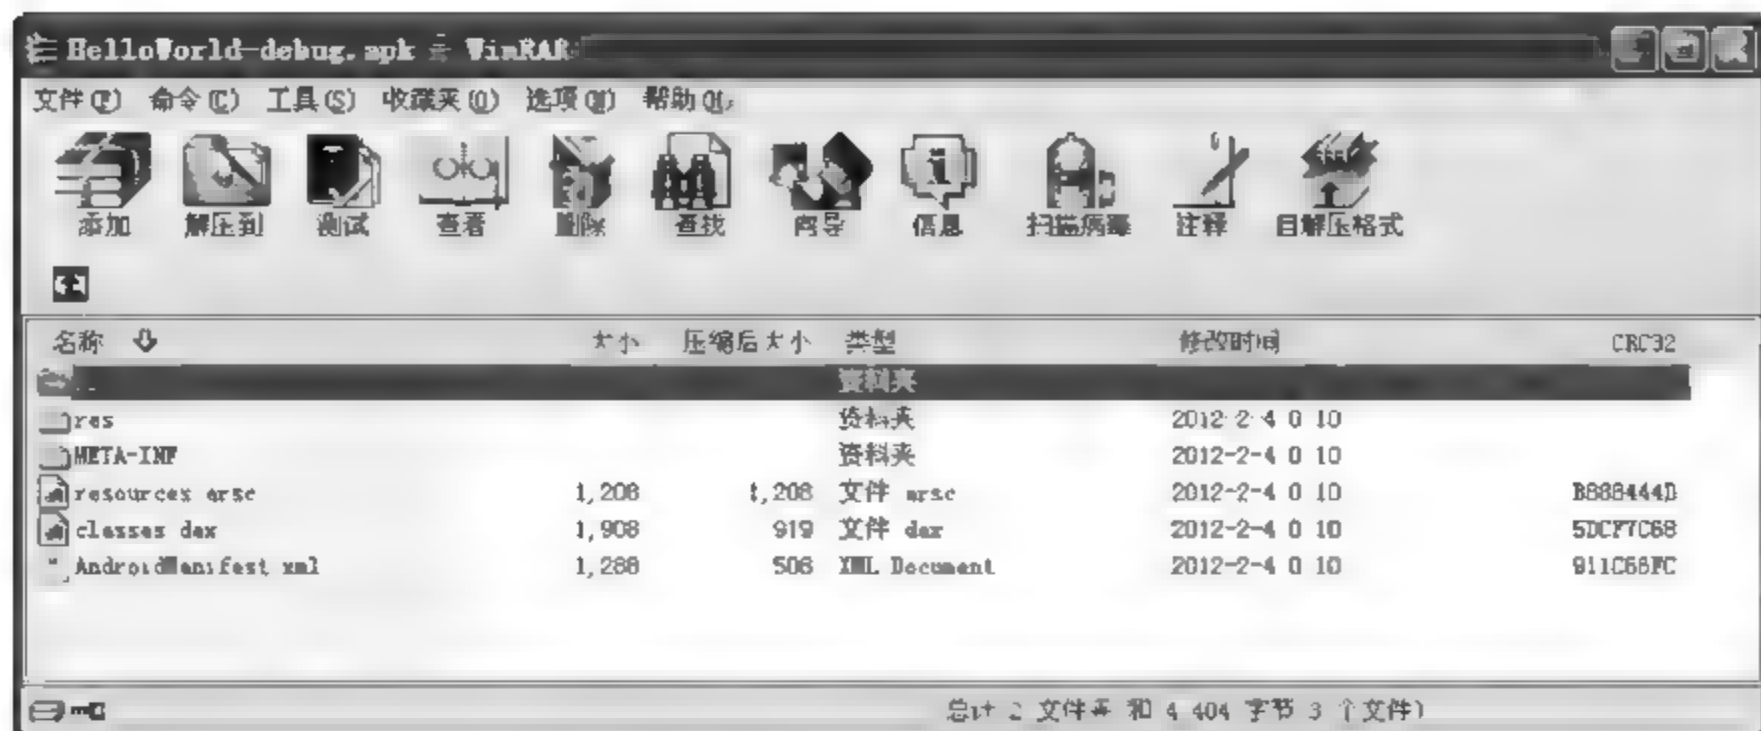 HelloWorld-debug.apk - WinRAR
文件(F) 命令(C) 工具(S) 收藏夹(O) 选项(N) 帮助(H)
添加 解压到 测试 查看 删除 查找 向导 信息 扫描病毒 注释 自解压格式
名称 大小 压缩后大小 类型 修改时间 CRC32
.. 资料夹
res 资料夹 2012-2-4 0:10
META-INF 资料夹 2012-2-4 0:10
resources.arsc 1,208 1,208 文件 arsc 2012-2-4 0:10 B888444D
classes.dex 1,908 919 文件 dex 2012-2-4 0:10 5DCF7C68
AndroidManifest.xml 1,288 XML Document 2012-2-4 0:10
总计 2 文件夹 和 4,404 字节(3 个文件)